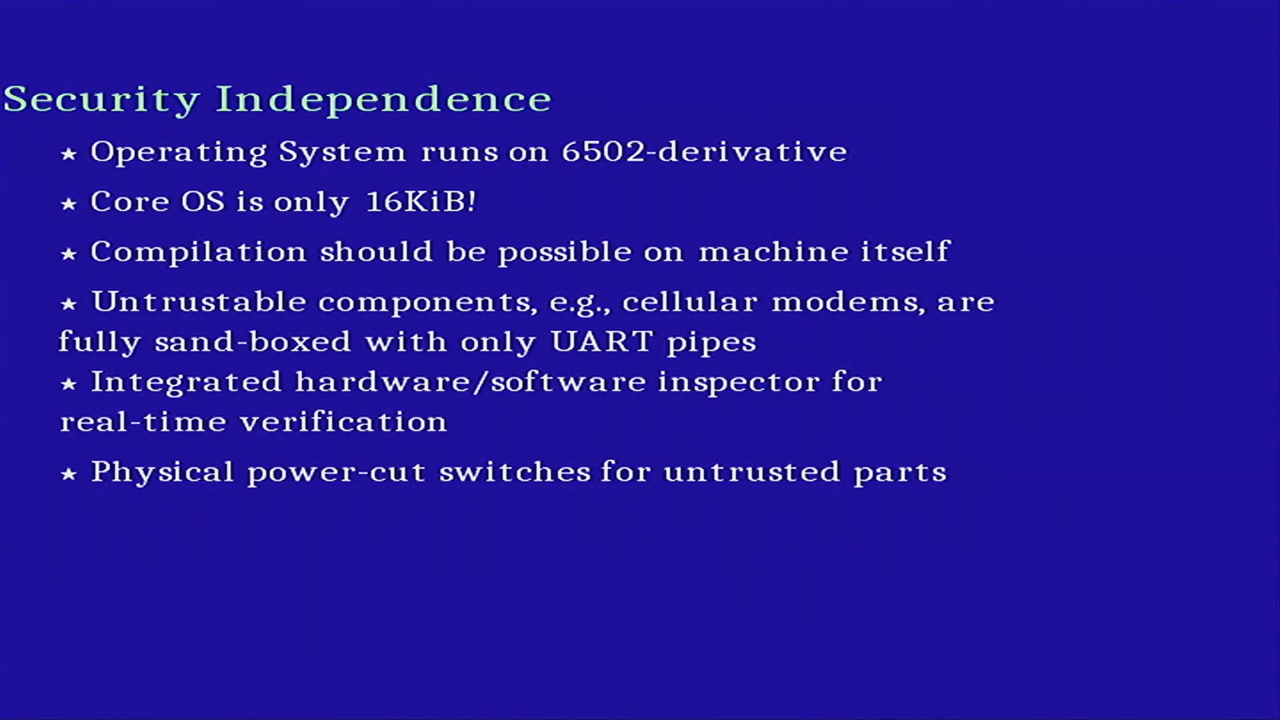 Security Independence
★ Operating System runs on 6502-derivative
★ Core OS is only 16KiB!
★ Compilation should be possible on machine itself
★ Untrustable components, e.g., cellular modems, are
fully sand-boxed with only UART pipes
★ Integrated hardware/software inspector for
real-time verification
★ Physical power-cut switches for untrusted parts